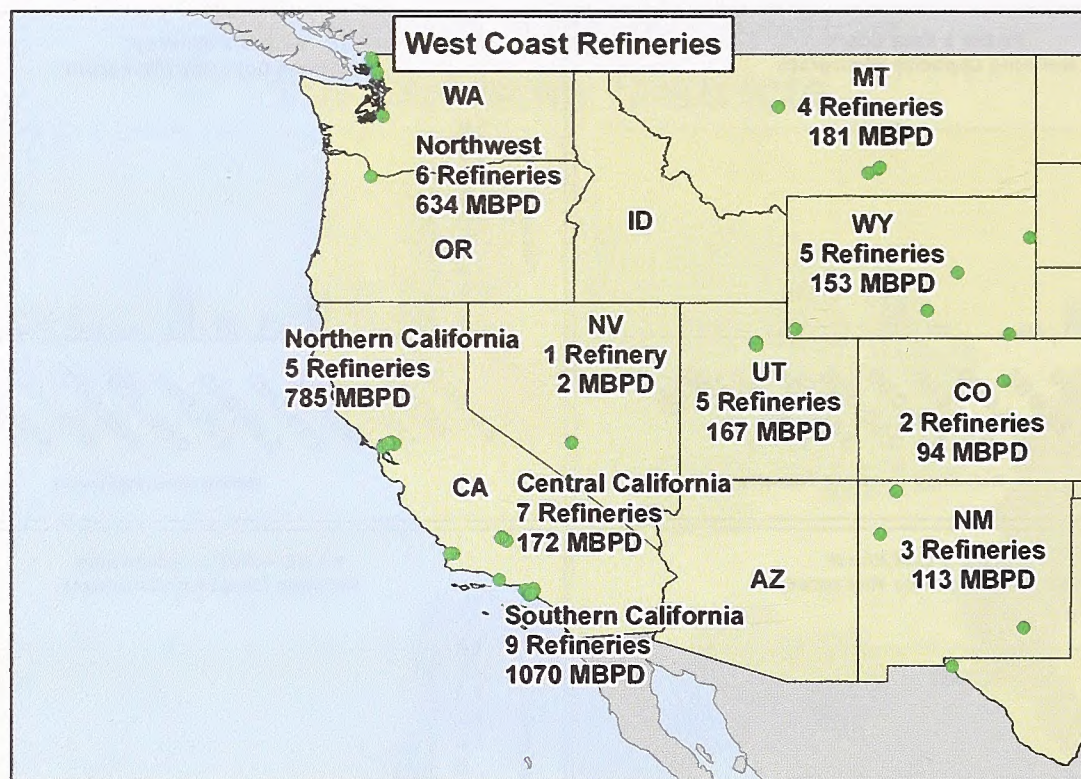 West Coast Refineries
WA
MT
4 Refineries
181 MBPD
Northwest
6 Refineries
634 MBPD
ID
OR
WY
5 Refineries
153 MBPD
Northern California
5 Refineries
785 MBPD
NV
1 Refinery
2 MBPD
UT
5 Refineries
167 MBPD
CO
2 Refineries
94 MBPD
CA
Central California
7 Refineries
172 MBPD
NM
3 Refineries
113 MBPD
AZ
Southern California
9 Refineries
1070 MBPD